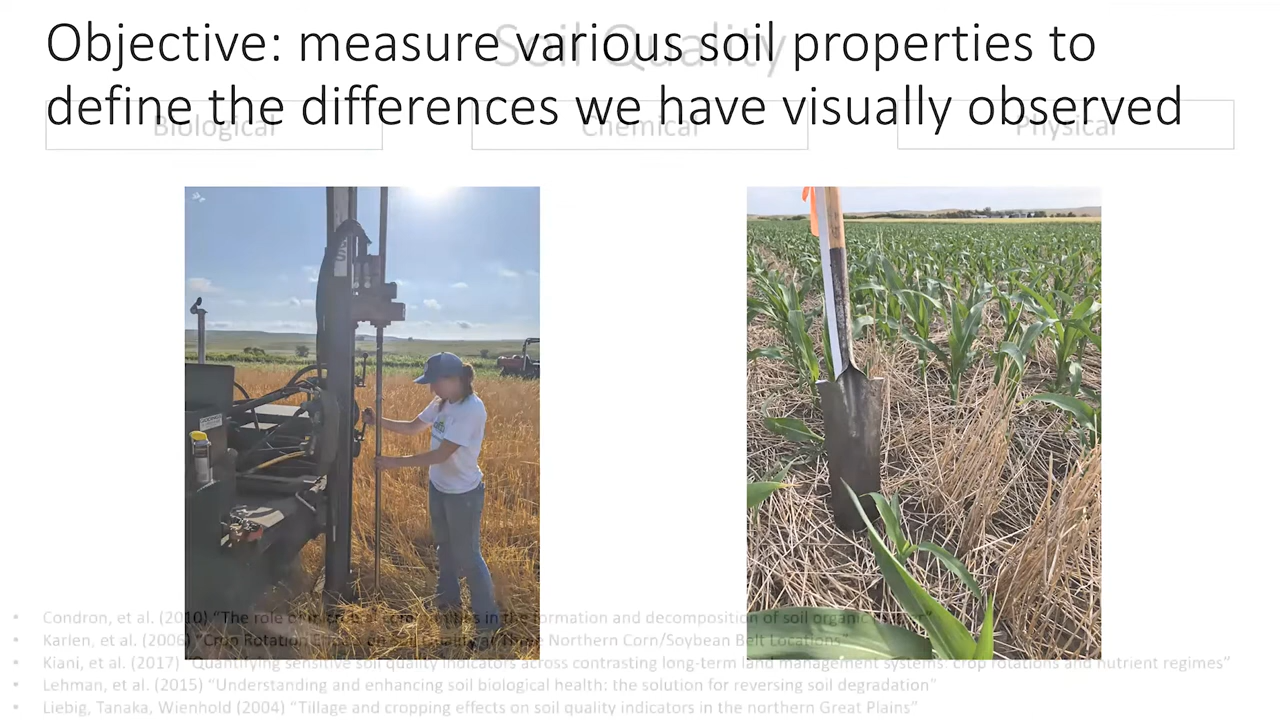 Objective: measure various soil properties to
define the differences we have visually observed
Soil Quality
Biological
Chemical
Physical
• Condron, et al. (2010) “The role of microbial communities in the formation and decomposition of soil organic
• Karlen, et al. (2006) “Crop Rotation Effects on Soil Quality at Three Northern Corn/Soybean Belt Locations”
• Kiani, et al. (2017) “Quantifying sensitive soil quality indicators across contrasting long-term land management systems: crop rotations and nutrient regimes”
• Lehman, et al. (2015) “Understanding and enhancing soil biological health: the solution for reversing soil degradation”
• Liebig, Tanaka, Wienhold (2004) “Tillage and cropping effects on soil quality indicators in the northern Great Plains”